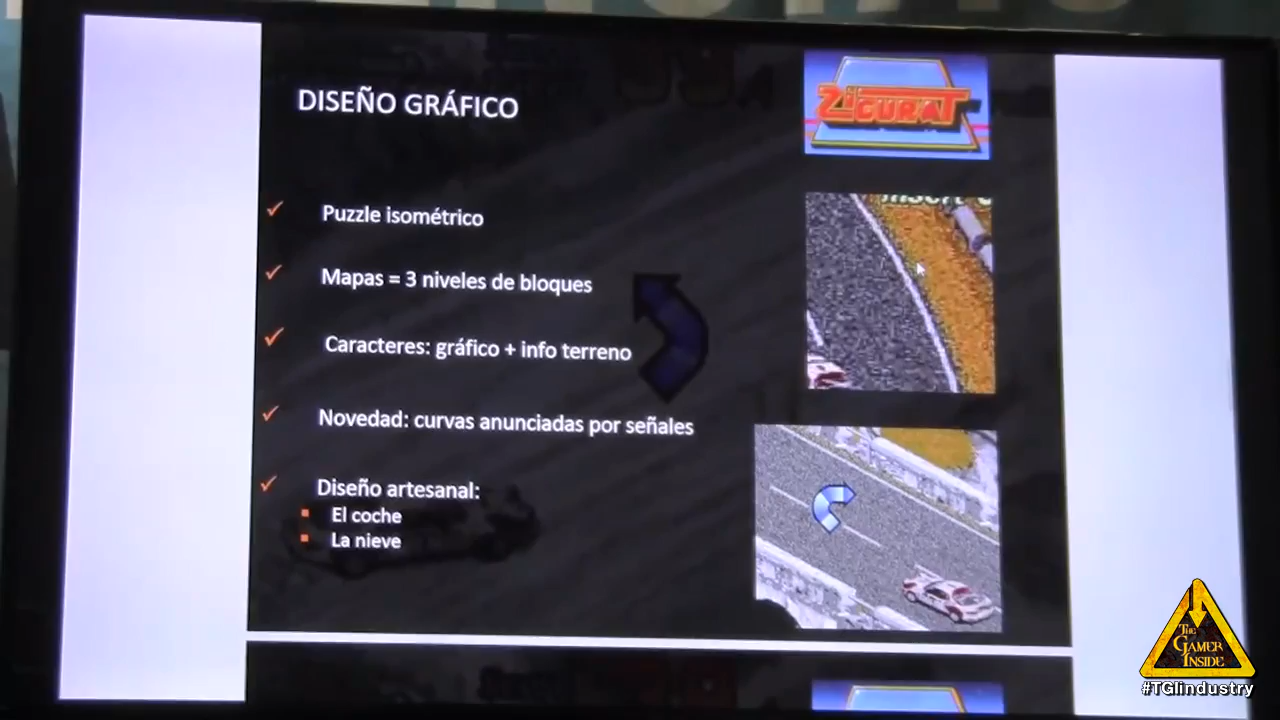 DISEÑO GRÁFICO
ZIGURAT
Insert
Puzzle isométrico
Mapas = 3 niveles de bloques
Caracteres: gráfico + info terreno
Novedad: curvas anunciadas por señales
Diseño artesanal:
El coche
La nieve
THE
GAMER
INSIDE
#TGIindustry